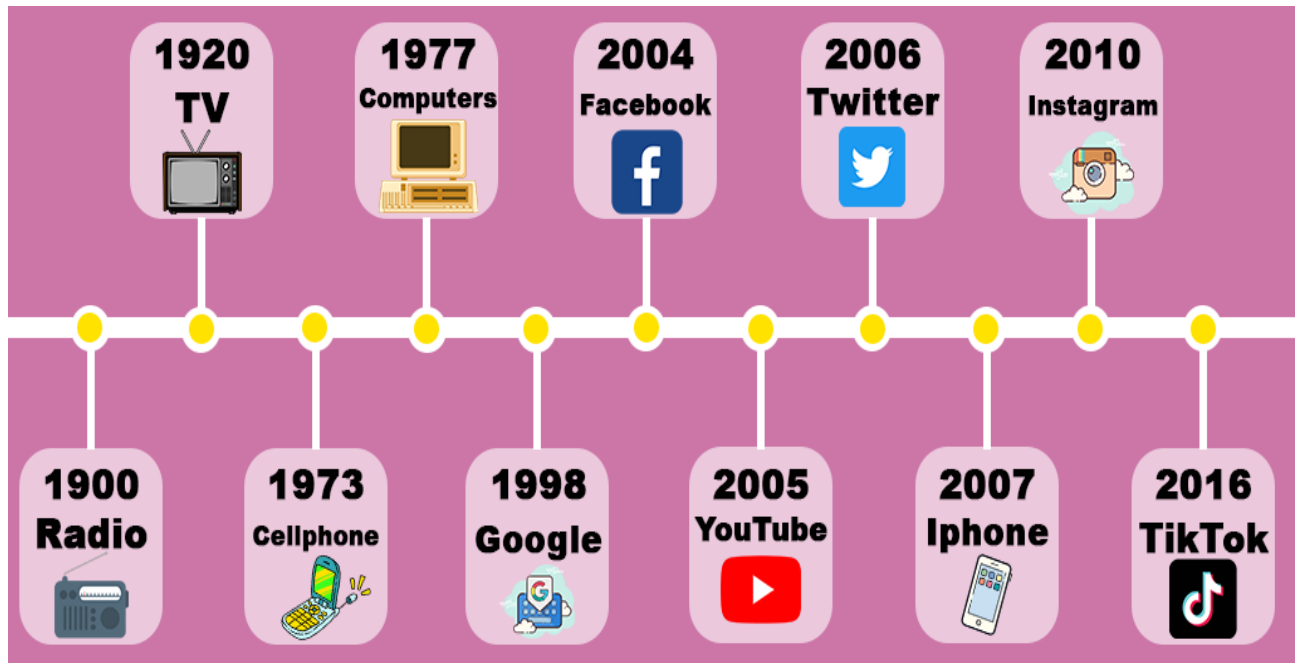 1920
TV
1977
Computers
2004
Facebook
f
2006
Twitter
2010
Instagram
1900
Radio
1973
Cellphone
1998
Google
G
2005
YouTube
2007
Iphone
2016
TikTok